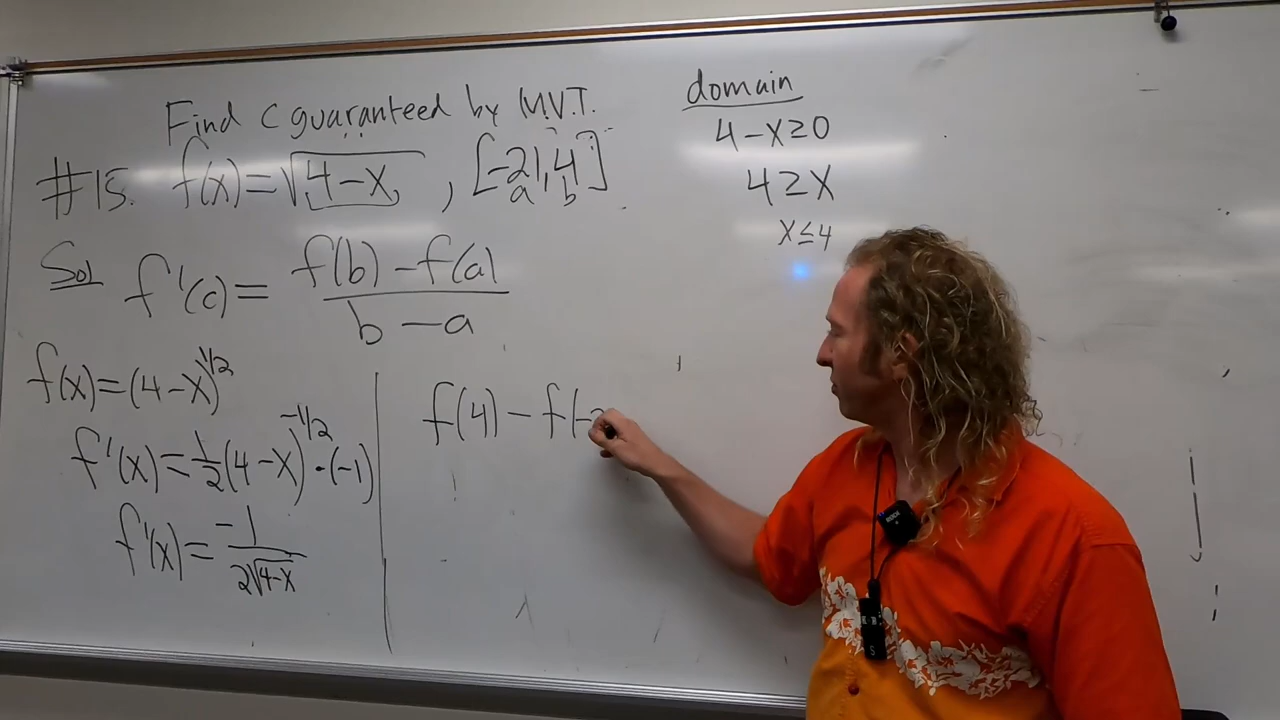 Find c guaranteed by M.V.T.
#15. f(x)=√(4-x) , [-21,4]
a b
Sol f'(c)= (f(b)-f(a))/(b-a)
f(x)=(4-x)^1/2
f'(x)=1/2(4-x)^-1/2·(-1)
f'(x)=-1/(2√(4-x))
f(4)-f(-
domain
4-x≥0
4≥x
x≤4